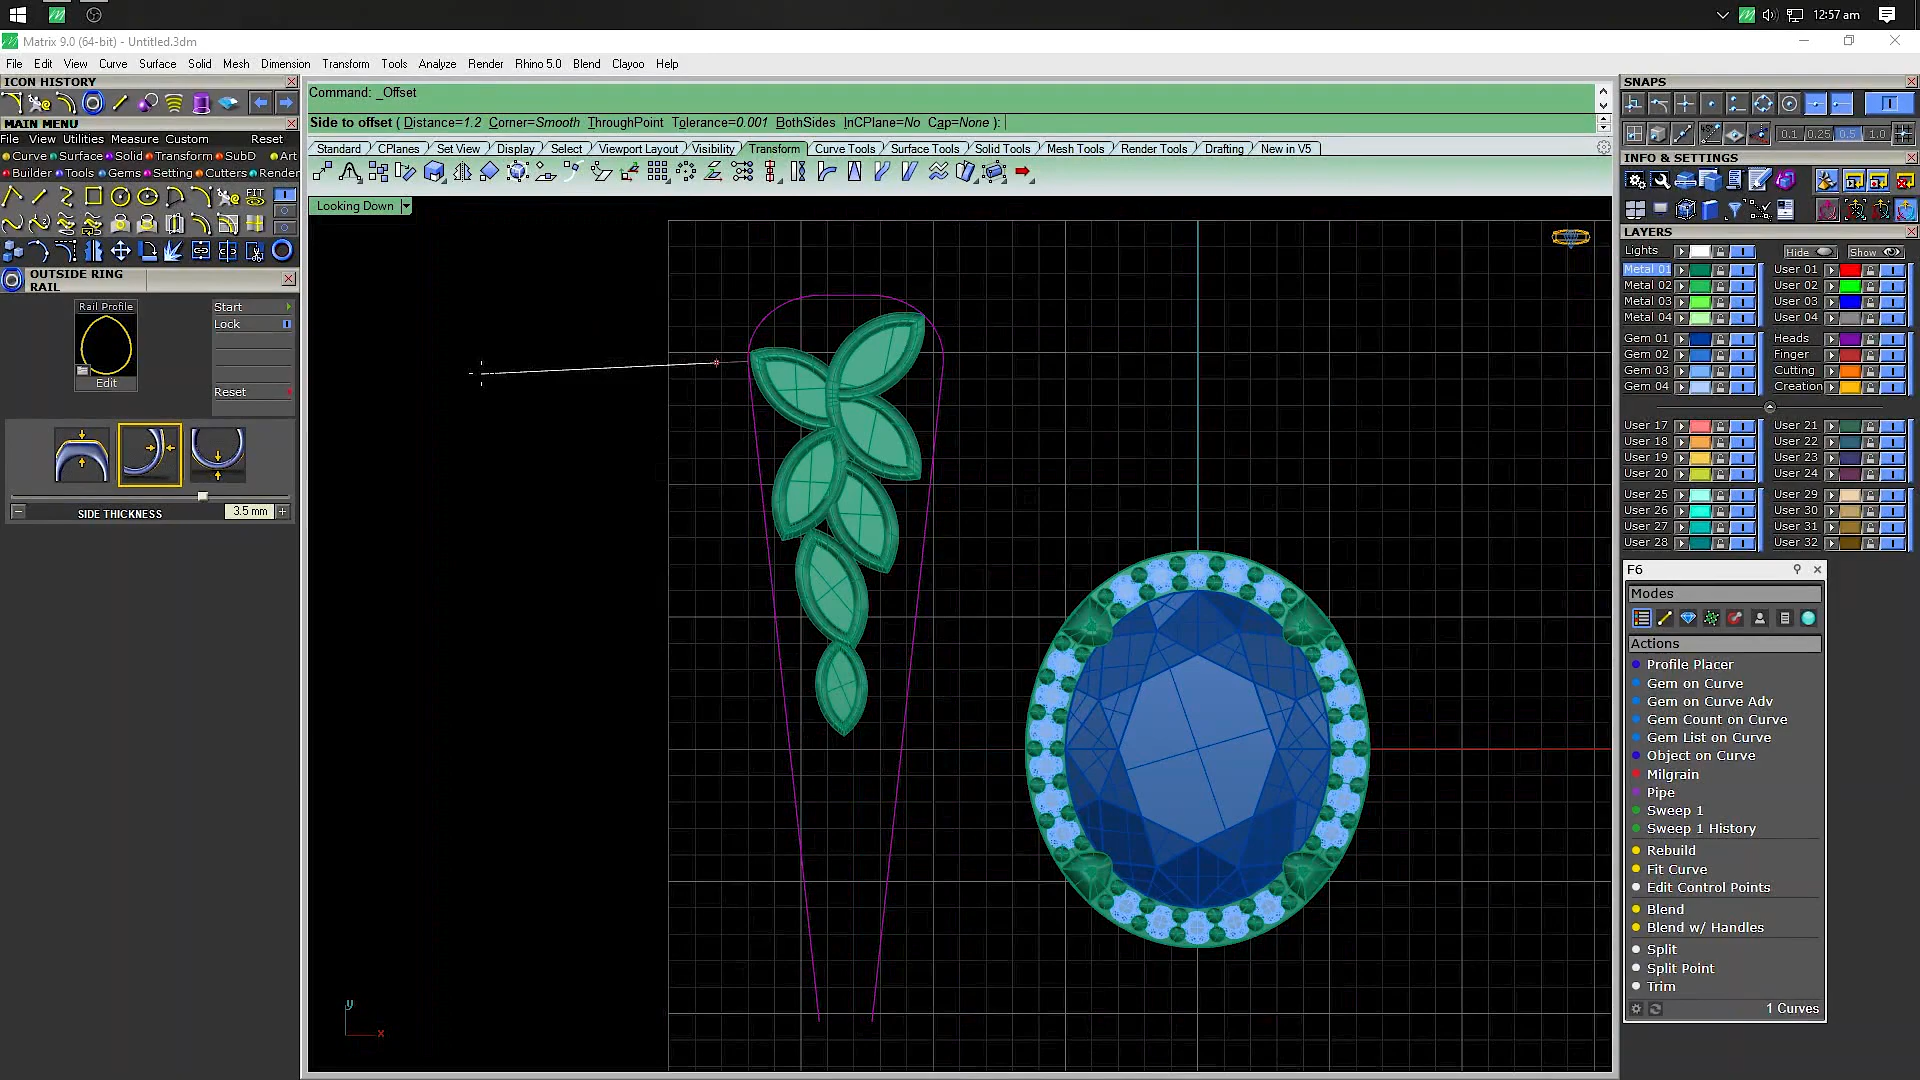 12:57 am
Matrix 9.0 (64-bit) - Untitled.3dm
File Edit View Curve Surface Solid Mesh Dimension Transform Tools Analyze Render Rhino 5.0 Blend Clayoo Help
ICON HISTORY
MAIN MENU
File View Utilities Measure Custom Reset
Curve Surface Solid Transform SubD Art
Builder Tools Gems Setting Cutters Render
FIT
OUTSIDE RING
RAIL
Rail Profile
Edit
Start
Lock
Reset
SIDE THICKNESS 3.5 mm
Command: _Offset
Side to offset ( Distance=1.2 Corner=Smooth ThroughPoint Tolerance=0.001 BothSides InCPlane=No Cap=None ):
Standard CPlanes Set View Display Select Viewport Layout Visibility Transform Curve Tools Surface Tools Solid Tools Mesh Tools Render Tools Drafting New in V5
Looking Down
y
x
SNAPS
0.1 0.25 0.5 1.0
INFO & SETTINGS
LAYERS
Lights Hide Show
Metal 01 User 01
Metal 02 User 02
Metal 03 User 03
Metal 04 User 04
Gem 01 Heads
Gem 02 Finger
Gem 03 Cutting
Gem 04 Creation
User 17 User 21
User 18 User 22
User 19 User 23
User 20 User 24
User 25 User 29
User 26 User 30
User 27 User 31
User 28 User 32
F6
Modes
Actions
Profile Placer
Gem on Curve
Gem on Curve Adv
Gem Count on Curve
Gem List on Curve
Object on Curve
Milgrain
Pipe
Sweep 1
Sweep 1 History
Rebuild
Fit Curve
Edit Control Points
Blend
Blend w/ Handles
Split
Split Point
Trim
1 Curves